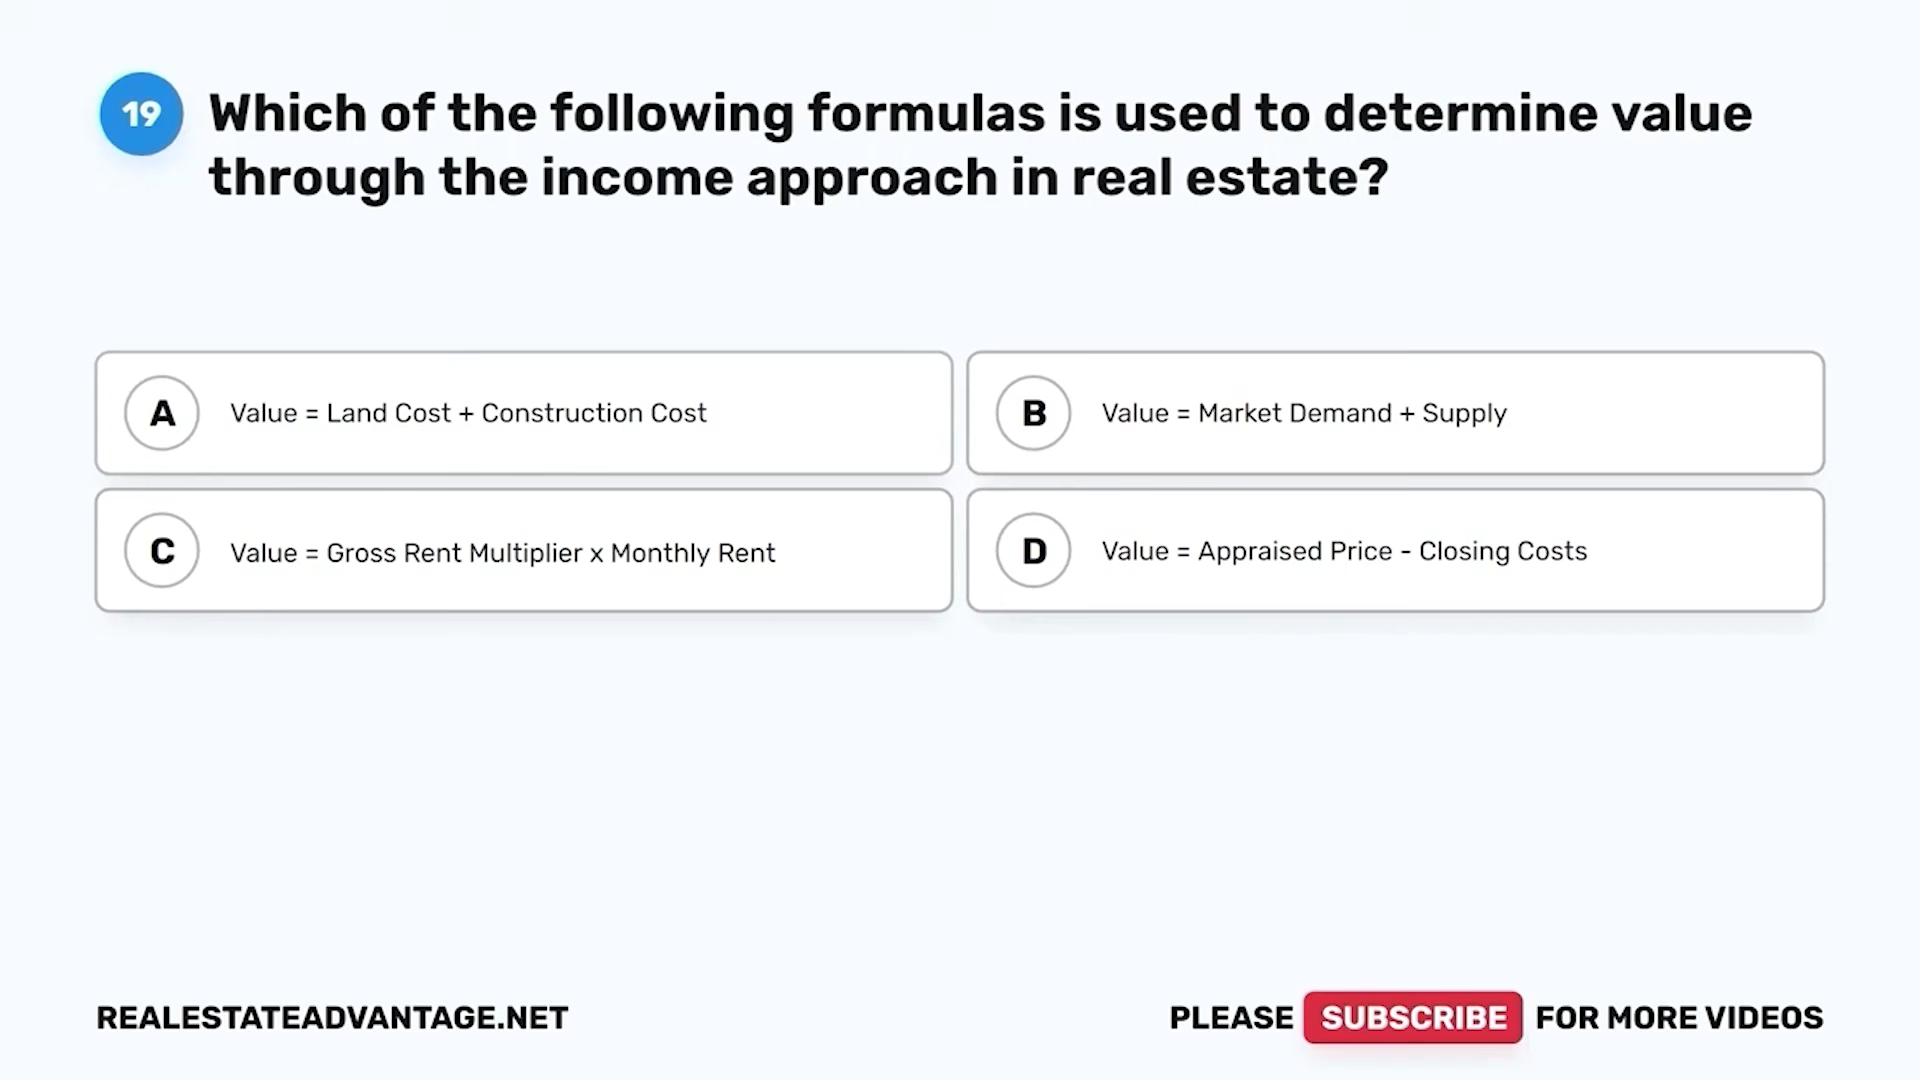 19
Which of the following formulas is used to determine value
through the income approach in real estate?
A
Value = Land Cost + Construction Cost
B
Value = Market Demand + Supply
C
Value = Gross Rent Multiplier x Monthly Rent
D
Value = Appraised Price - Closing Costs
REALESTATEADVANTAGE.NET
PLEASE SUBSCRIBE FOR MORE VIDEOS